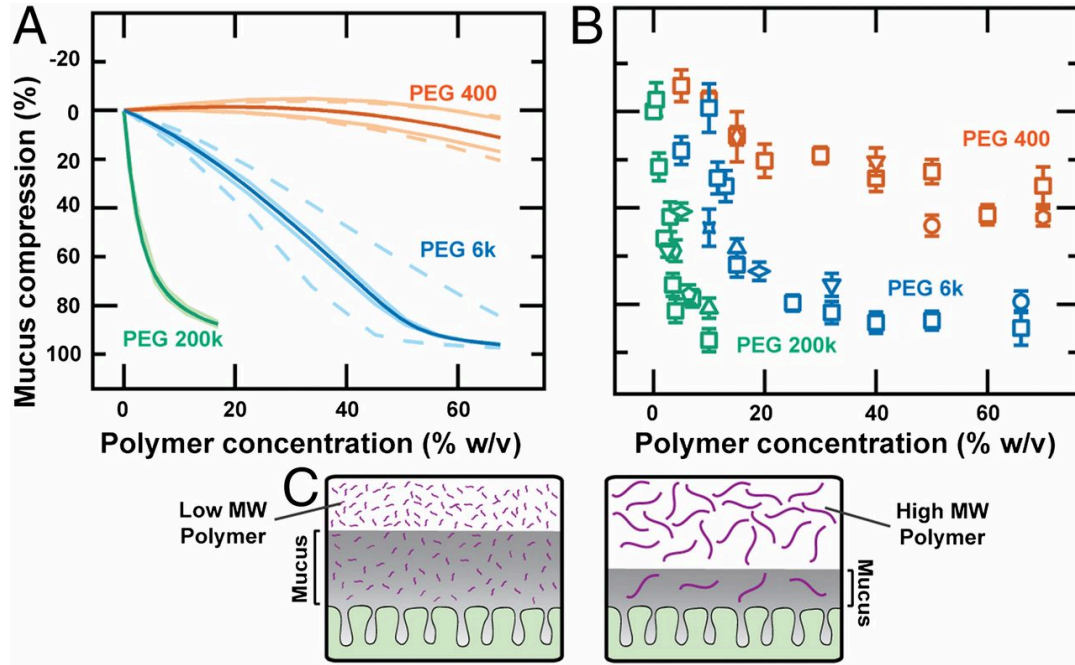 A
Mucus compression (%)
-20
0
20
40
60
80
100
PEG 400
PEG 6k
PEG 200k
0
20
40
60
Polymer concentration (% w/v)
B
PEG 400
PEG 6k
PEG 200k
0
20
40
60
Polymer concentration (% w/v)
C
Low MW
Polymer
Mucus
High MW
Polymer
Mucus